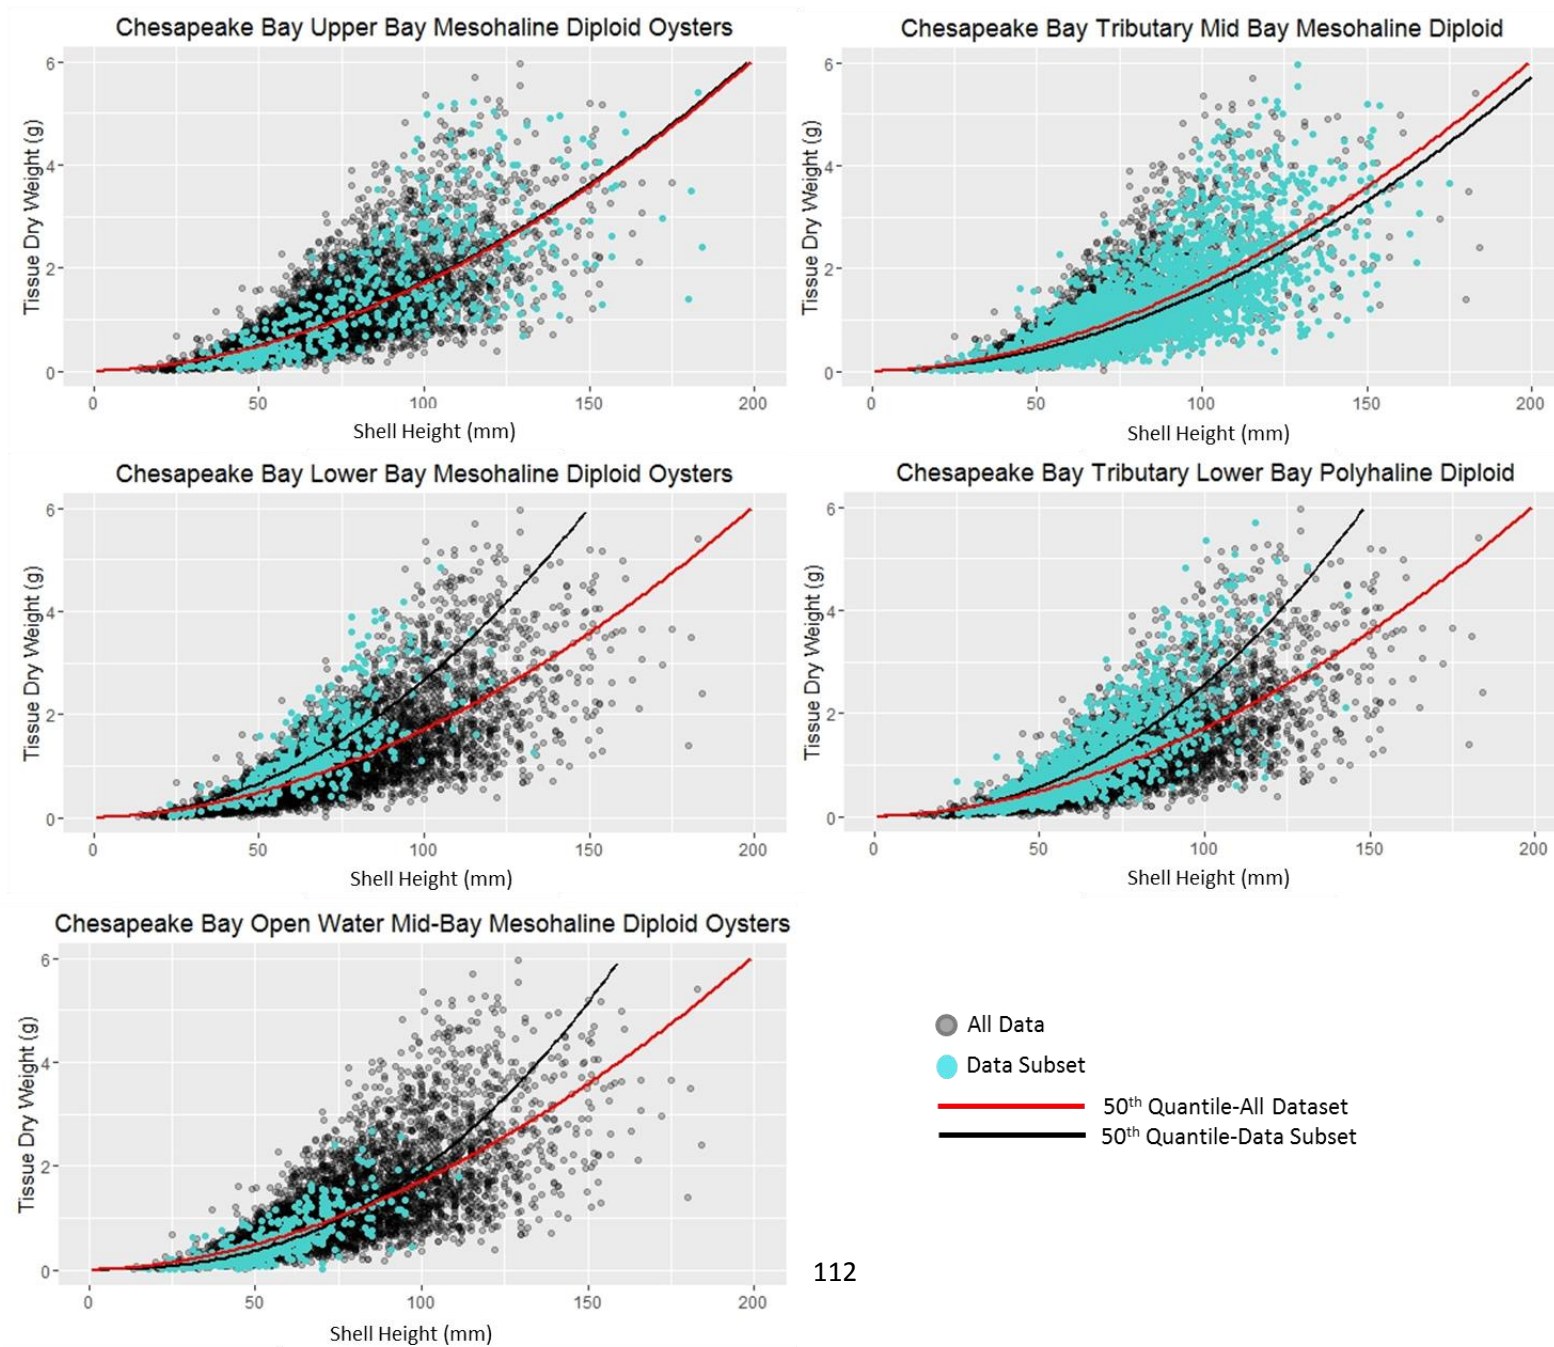 Chesapeake Bay Upper Bay Mesohaline Diploid Oysters
Tissue Dry Weight (g)
6
4
2
0
0 50 100 150 200
Shell Height (mm)
Chesapeake Bay Tributary Mid Bay Mesohaline Diploid
Tissue Dry Weight (g)
6
4
2
0
0 50 100 150 200
Shell Height (mm)
Chesapeake Bay Lower Bay Mesohaline Diploid Oysters
Tissue Dry Weight (g)
6
4
2
0
0 50 100 150 200
Shell Height (mm)
Chesapeake Bay Tributary Lower Bay Polyhaline Diploid
Tissue Dry Weight (g)
6
4
2
0
0 50 100 150 200
Shell Height (mm)
Chesapeake Bay Open Water Mid-Bay Mesohaline Diploid Oysters
Tissue Dry Weight (g)
6
4
2
0
0 50 100 150 200
Shell Height (mm)
All Data
Data Subset
50th Quantile-All Dataset
50th Quantile-Data Subset
112